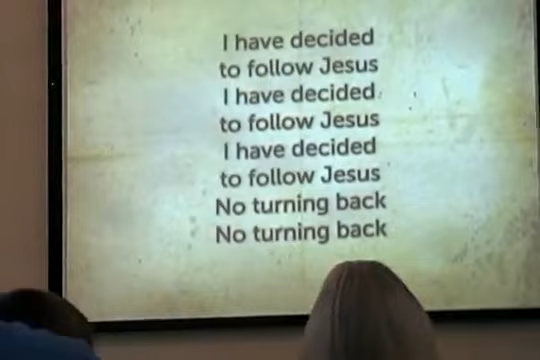 I have decided
to follow Jesus
I have decided
to follow Jesus
I have decided
to follow Jesus
No turning back
No turning back